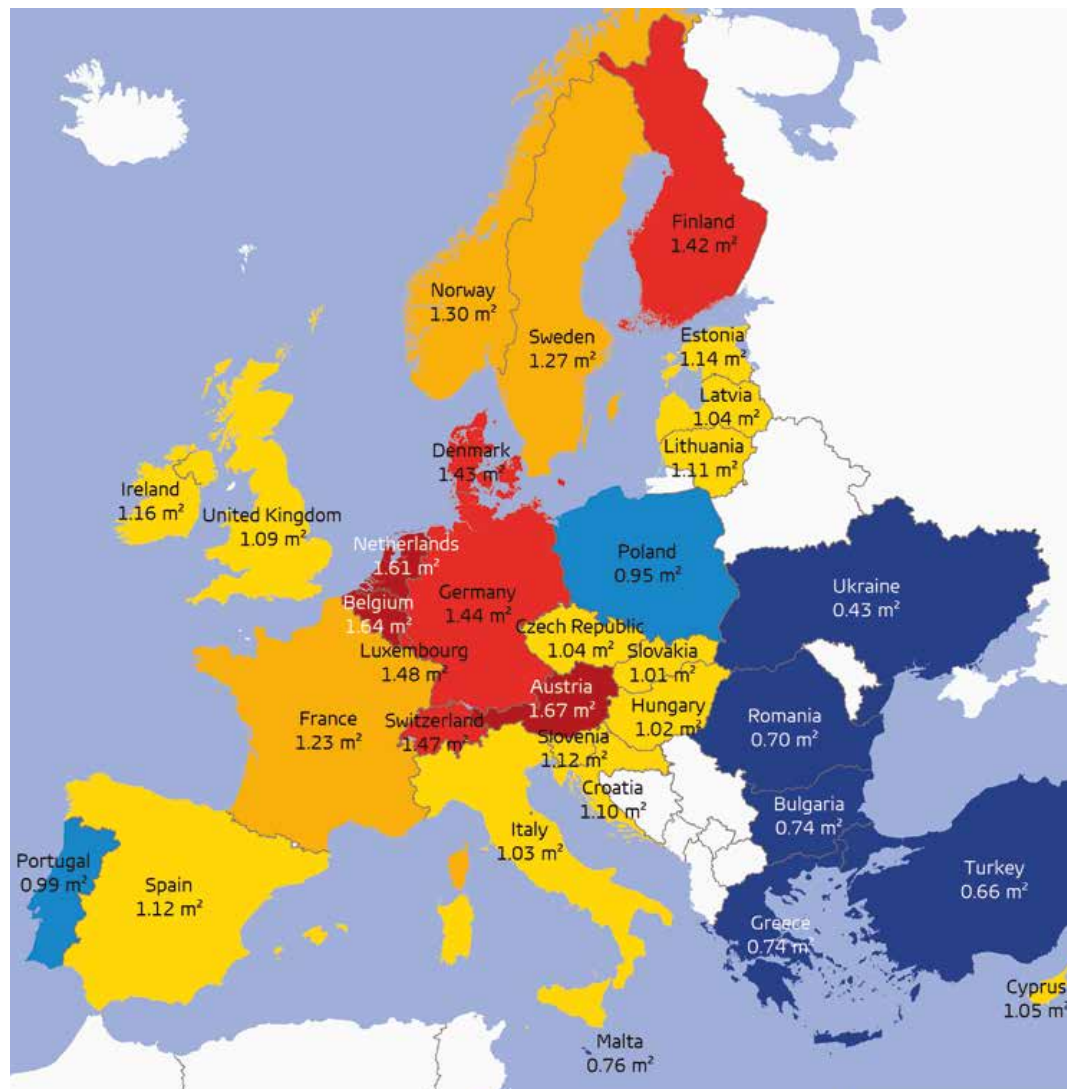 Finland
1.42 m²
Norway
1.30 m²
Sweden
1.27 m²
Estonia
1.14 m²
Latvia
1.04 m²
Lithuania
1.11 m²
Denmark
1.43 m²
Ireland
1.16 m²
United Kingdom
1.09 m²
Netherlands
1.61 m²
Belgium
1.64 m²
Germany
1.44 m²
Poland
0.95 m²
Ukraine
0.43 m²
Czech Republic
1.04 m²
Luxembourg
1.48 m²
Slovakia
1.01 m²
Austria
1.67 m²
Hungary
1.02 m²
France
1.23 m²
Switzerland
1.47 m²
Slovenia
1.12 m²
Romania
0.70 m²
Croatia
1.10 m²
Bulgaria
0.74 m²
Italy
1.03 m²
Portugal
0.99 m²
Spain
1.12 m²
Turkey
0.66 m²
Greece
0.74 m²
Cyprus
1.05 m²
Malta
0.76 m²